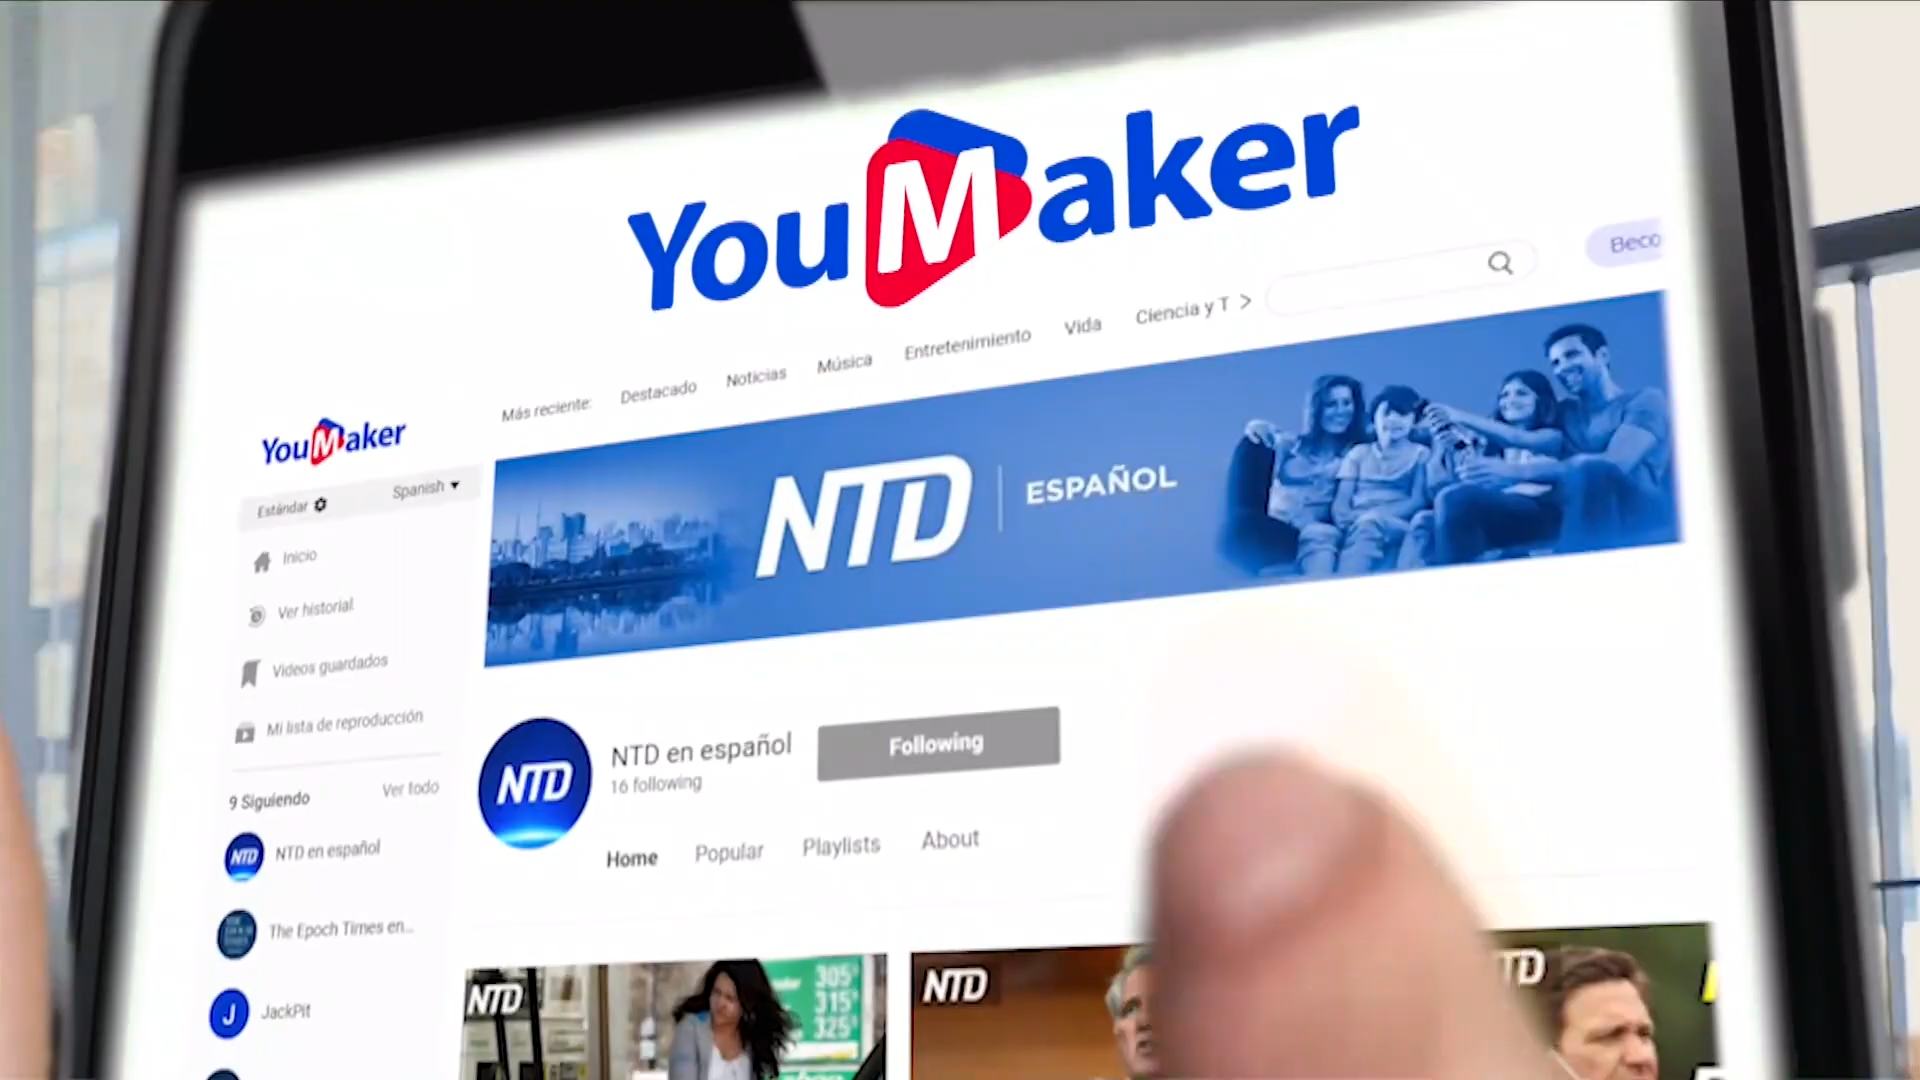 YouMaker
Beco
Más reciente:
Destacado
Noticias
Música
Entretenimiento
Vida
Ciencia y T >
YouMaker
Estándar
Spanish
Inicio
Ver historial
Videos guardados
Mi lista de reproducción
9 Siguiendo
Ver todo
NTD
NTD en español
The Epoch Times en...
J
JackPit
NTD ESPAÑOL
NTD
NTD en español
16 following
Following
Home
Popular
Playlists
About
NTD
305
315
325
NTD
TD